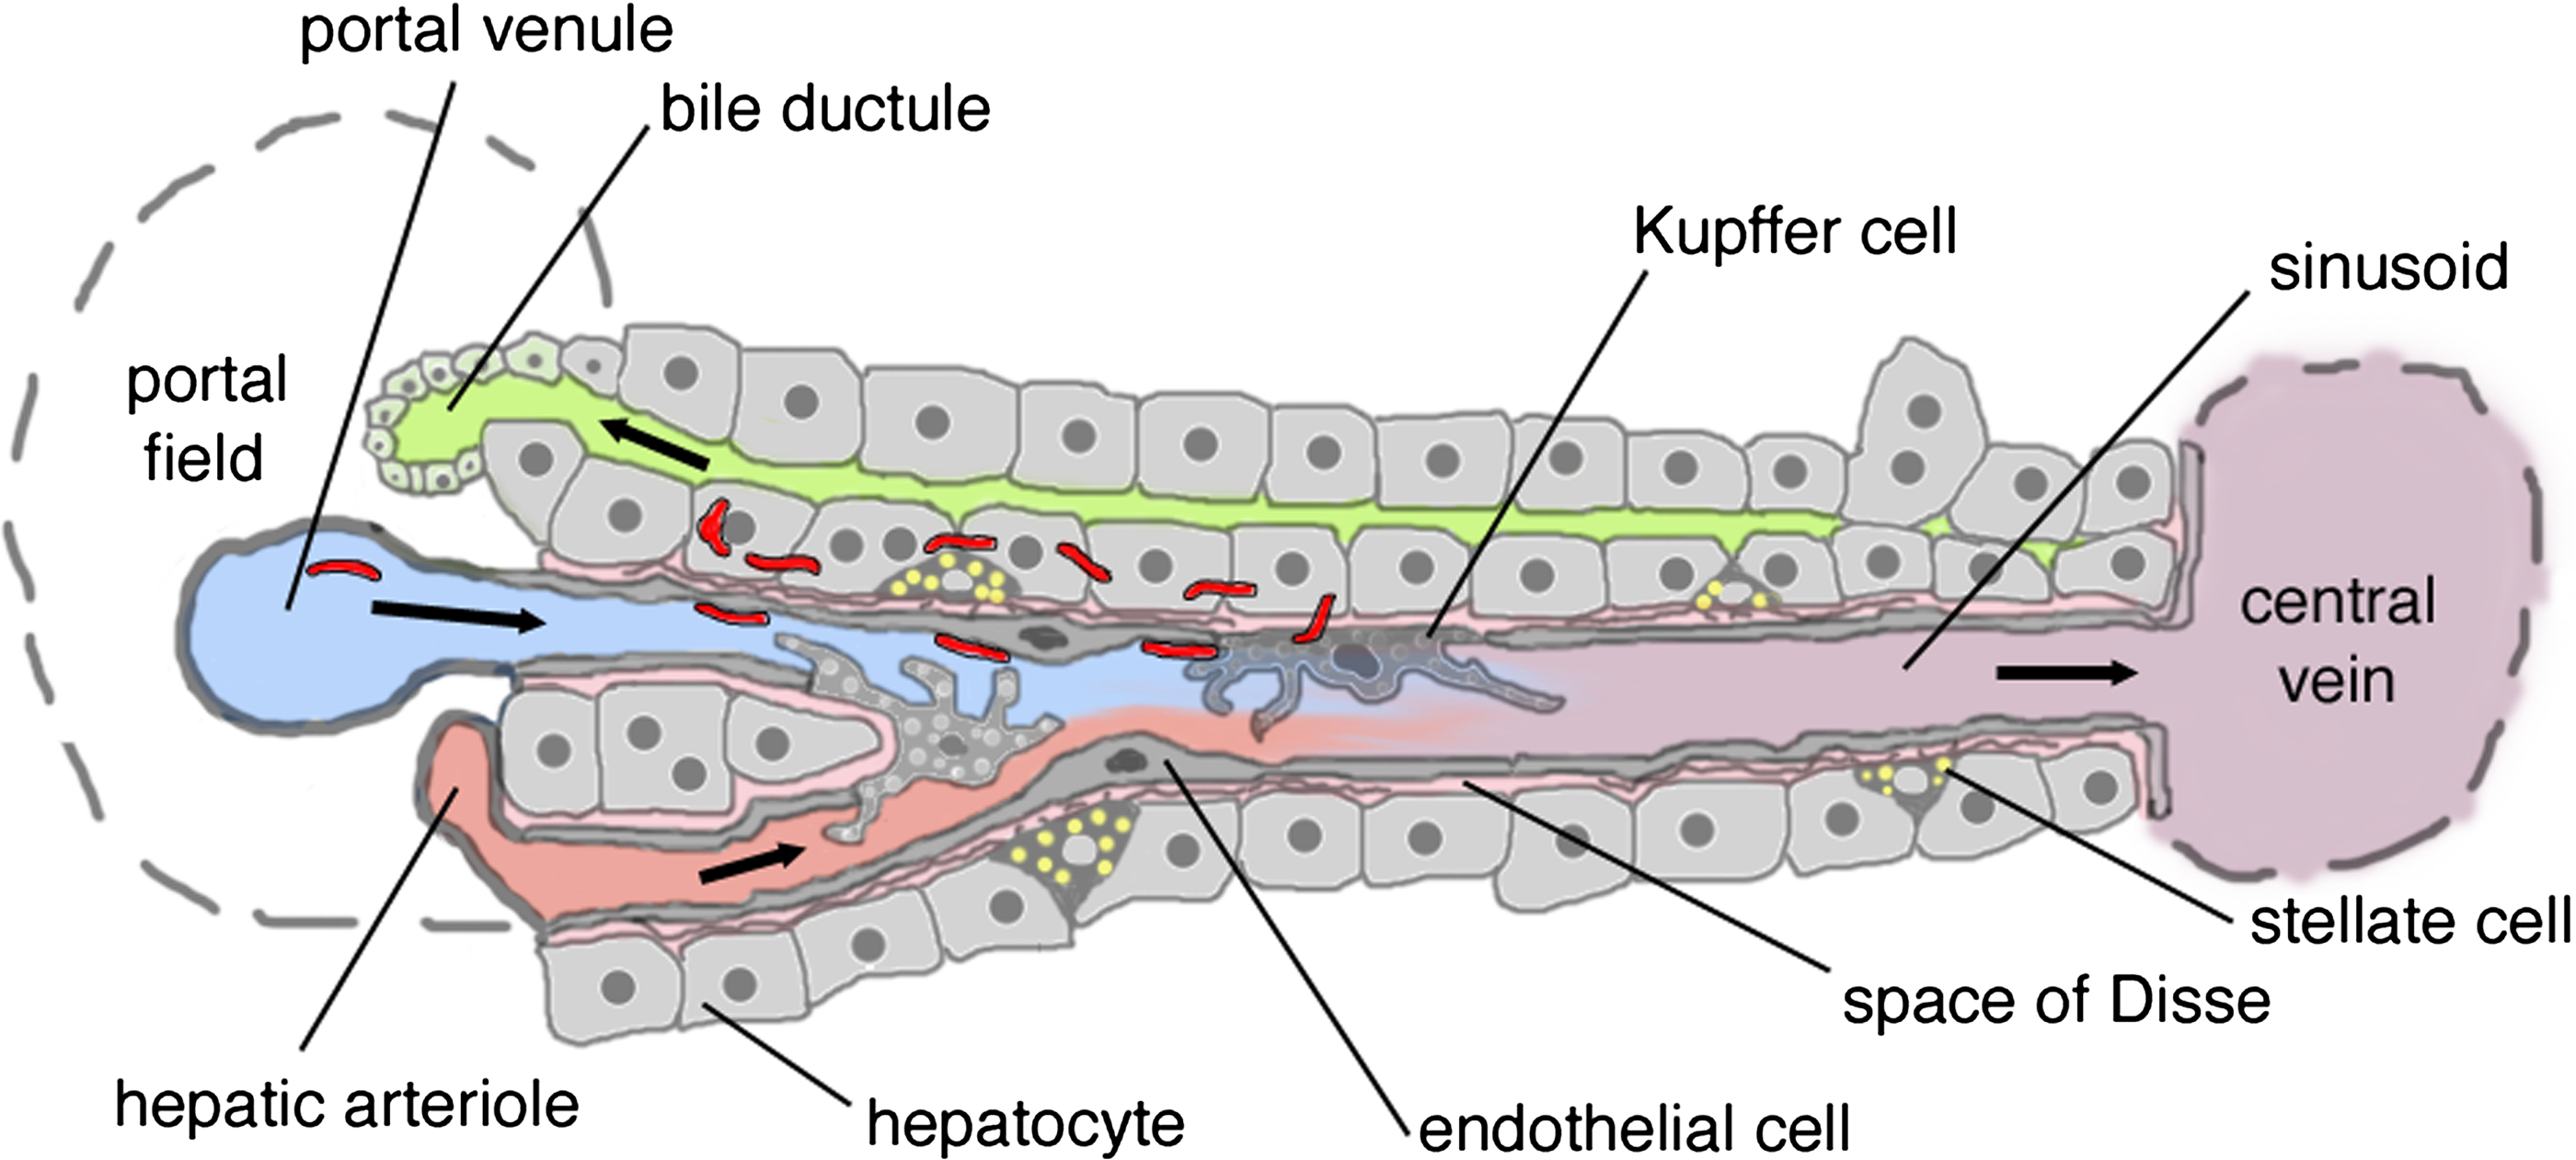 portal venule
bile ductule
Kupffer cell
sinusoid
portal
field
central
vein
stellate cell
space of Disse
hepatic arteriole
hepatocyte
endothelial cell